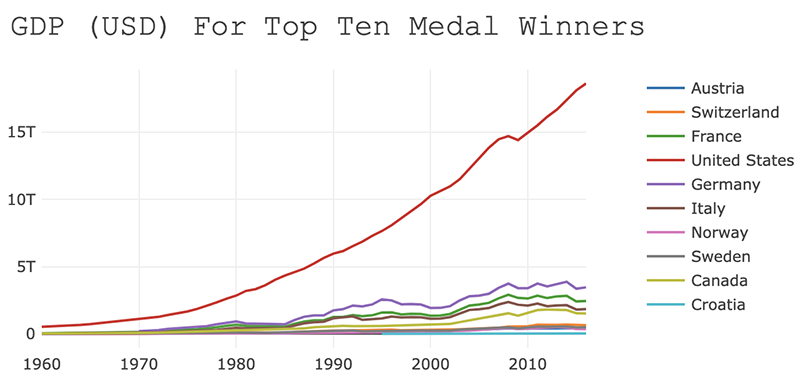 GDP (USD) For Top Ten Medal Winners
15T
10T
5T
0
1960 1970 1980 1990 2000 2010
Austria
Switzerland
France
United States
Germany
Italy
Norway
Sweden
Canada
Croatia